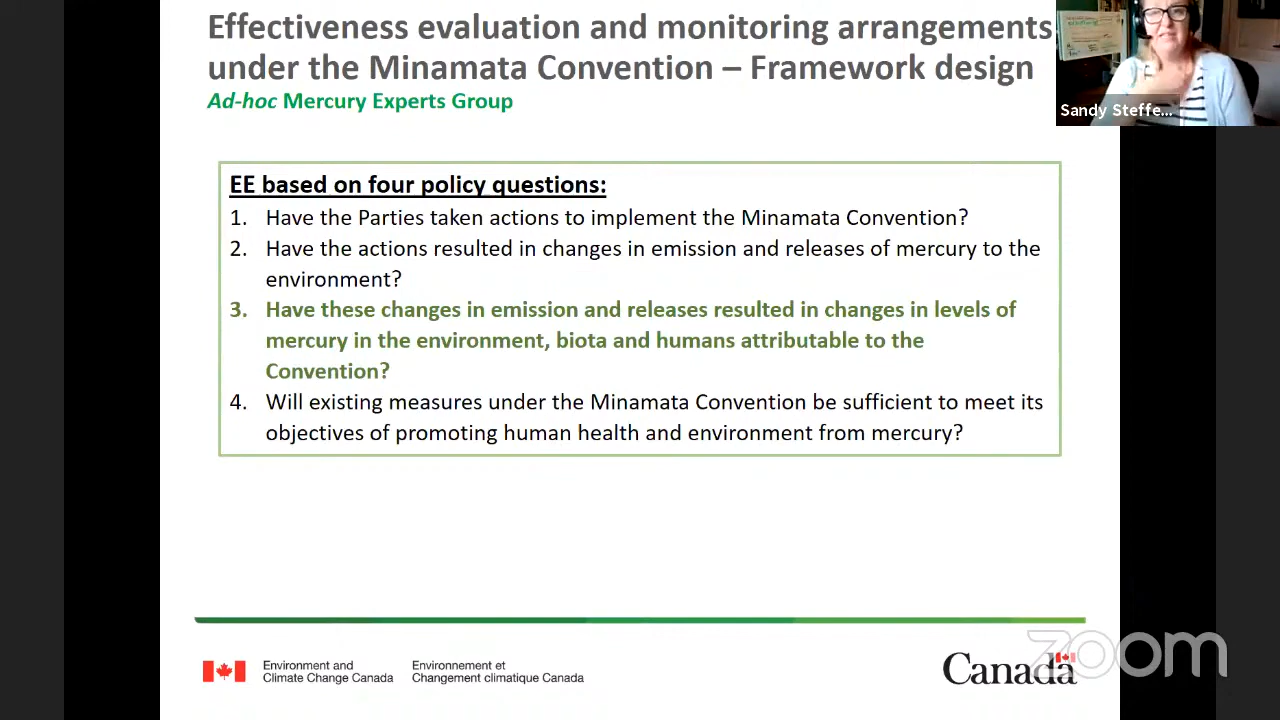 Effectiveness evaluation and monitoring arrangements
under the Minamata Convention – Framework design
Ad-hoc Mercury Experts Group
Sandy Steffe...
EE based on four policy questions:
1. Have the Parties taken actions to implement the Minamata Convention?
2. Have the actions resulted in changes in emission and releases of mercury to the
environment?
3. Have these changes in emission and releases resulted in changes in levels of
mercury in the environment, biota and humans attributable to the
Convention?
4. Will existing measures under the Minamata Convention be sufficient to meet its
objectives of promoting human health and environment from mercury?
Environment and
Climate Change Canada
Environnement et
Changement climatique Canada
Canada
zoom